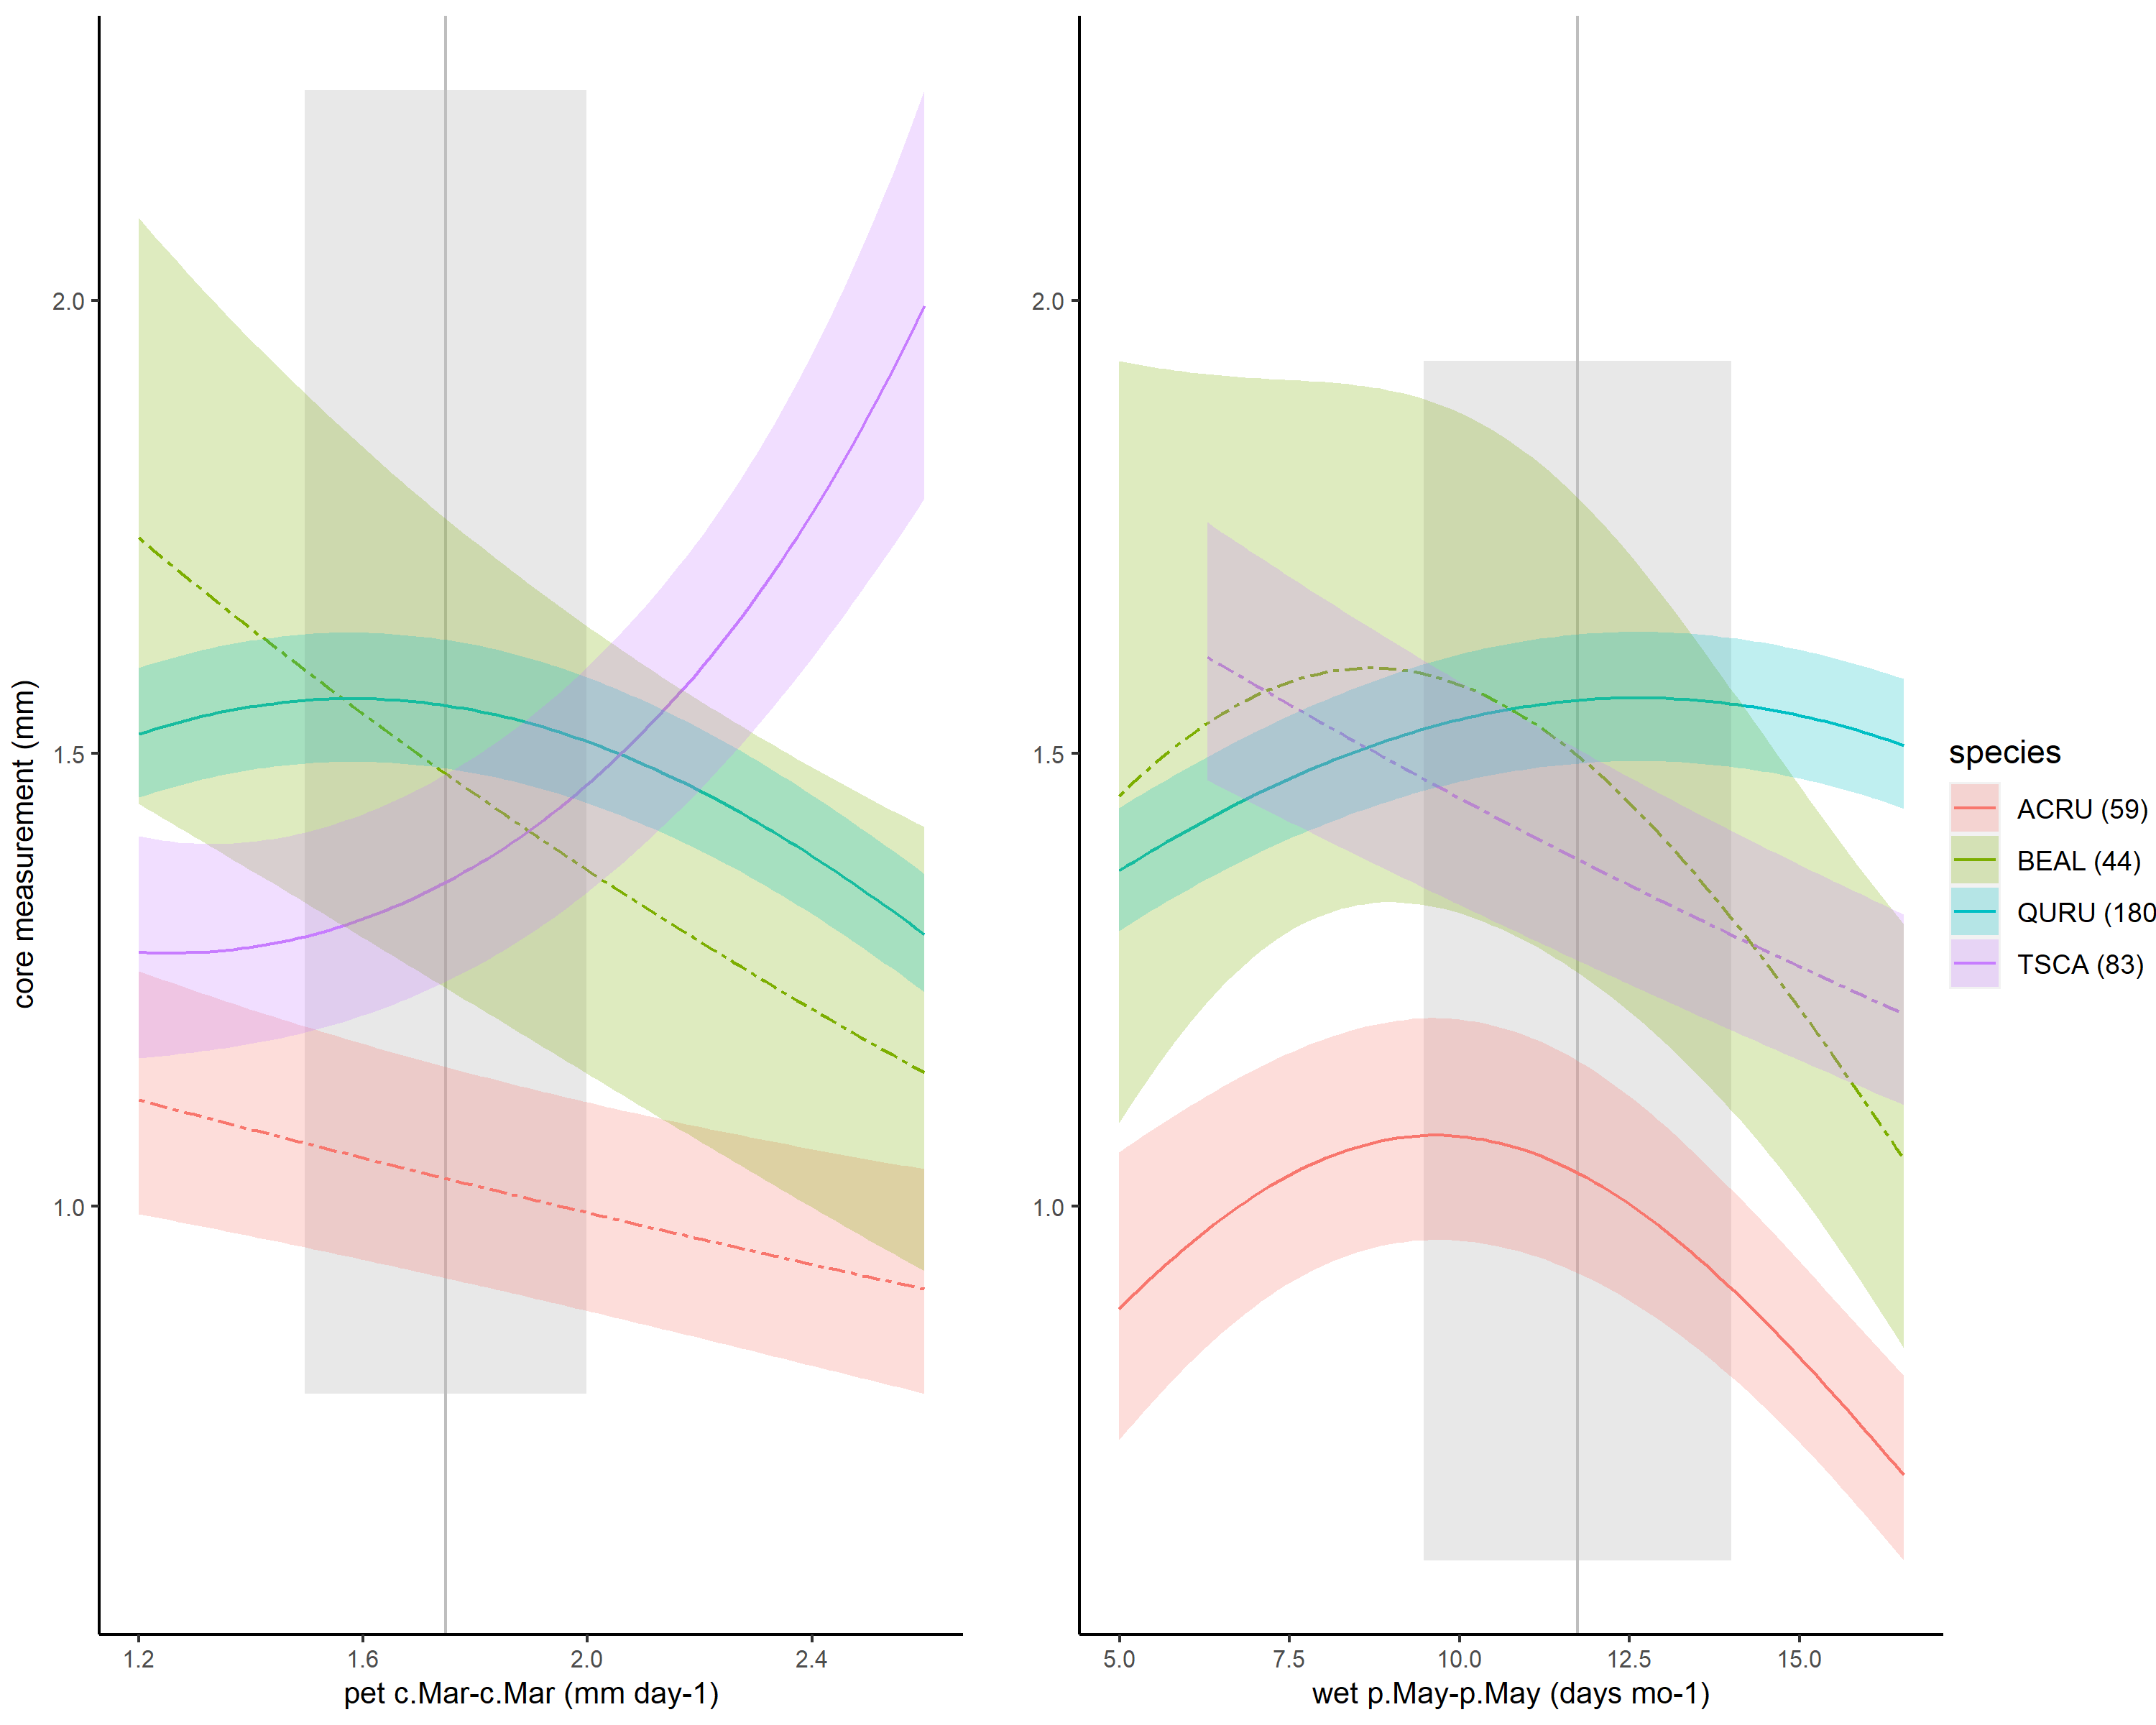 core measurement (mm)
2.0
1.5
1.0
1.2 1.6 2.0 2.4
pet c.Mar-c.Mar (mm day-1)
2.0
1.5
1.0
5.0 7.5 10.0 12.5 15.0
wet p.May-p.May (days mo-1)
species
ACRU (59)
BEAL (44)
QURU (180
TSCA (83)